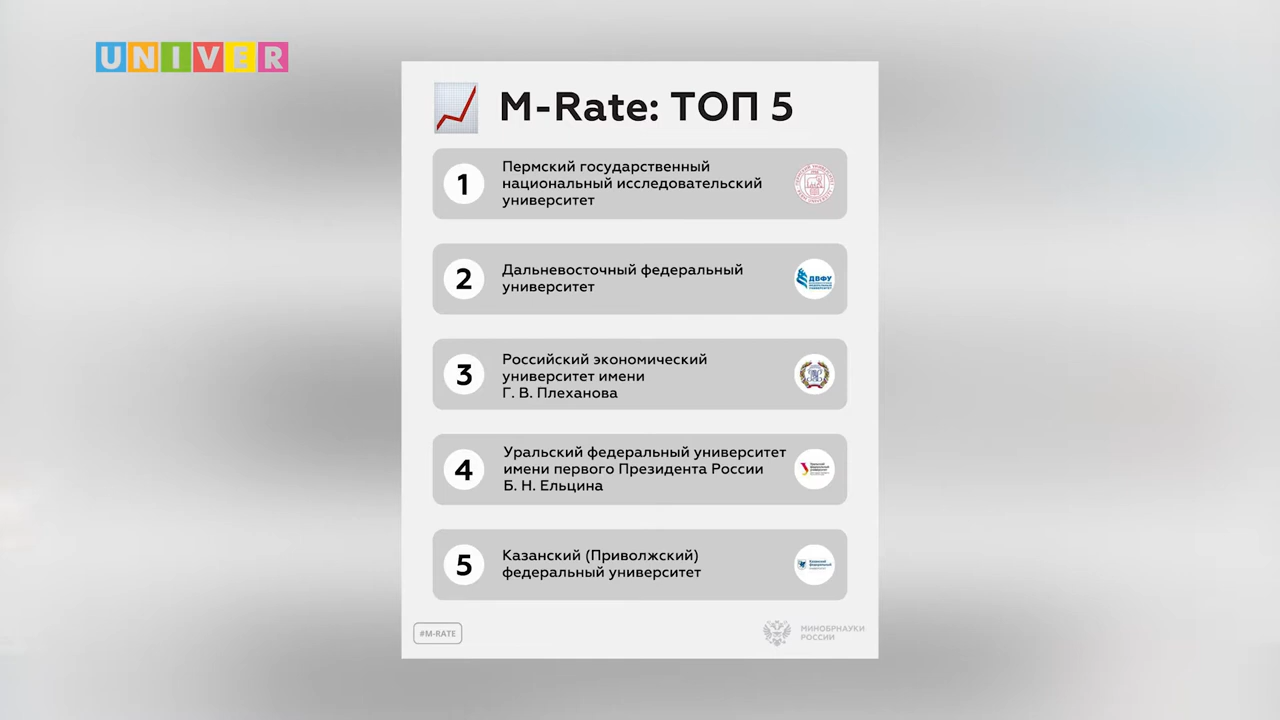 UNIVER
M-Rate: ТОП 5
1
Пермский государственный
национальный исследовательский
университет
2
Дальневосточный федеральный
университет
ДВФУ
3
Российский экономический
университет имени
Г. В. Плеханова
4
Уральский федеральный университет
имени первого Президента России
Б. Н. Ельцина
5
Казанский (Приволжский)
федеральный университет
#M-RATE
МИНОБРНАУКИ
РОССИИ